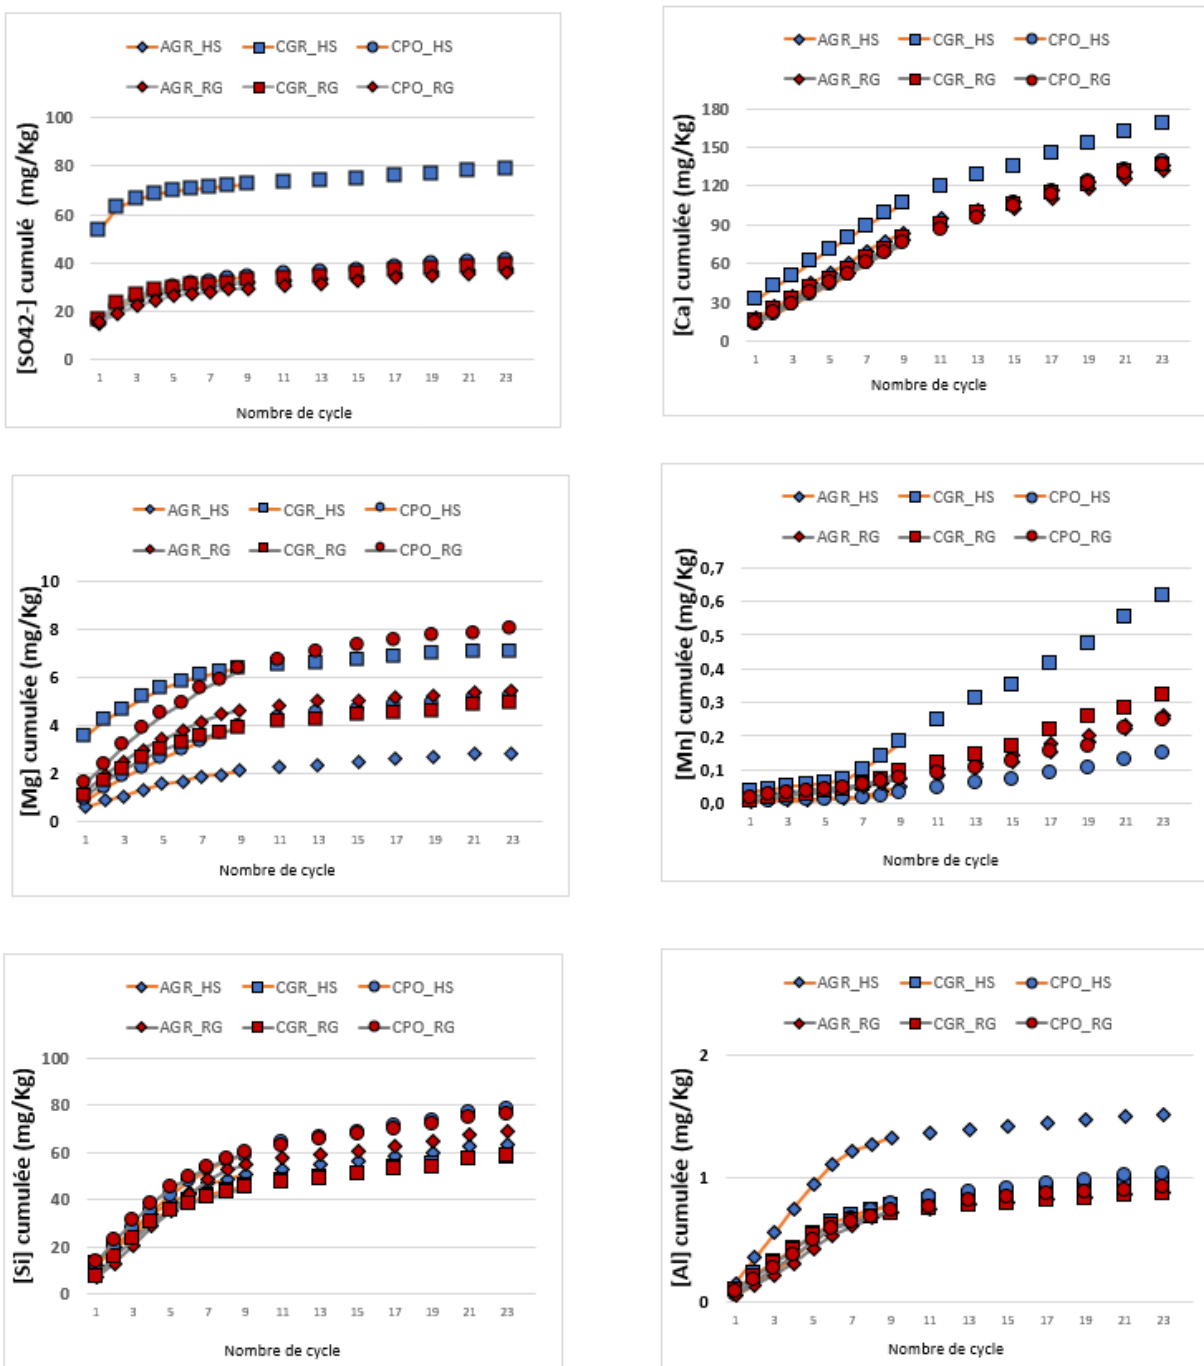 AGR_HS CGR_HS CPO_HS
AGR_RG CGR_RG CPO_RG
[SO42-] cumulé (mg/Kg)
100
80
60
40
20
0
1 3 5 7 9 11 13 15 17 19 21 23
Nombre de cycle
AGR_HS CGR_HS CPO_HS
AGR_RG CGR_RG CPO_RG
[Ca] cumulée (mg/Kg)
180
150
120
90
60
30
0
1 3 5 7 9 11 13 15 17 19 21 23
Nombre de cycle
AGR_HS CGR_HS CPO_HS
AGR_RG CGR_RG CPO_RG
[Mg] cumulée (mg/Kg)
10
8
6
4
2
0
1 3 5 7 9 11 13 15 17 19 21 23
Nombre de cycle
AGR_HS CGR_HS CPO_HS
AGR_RG CGR_RG CPO_RG
[Mn] cumulée (mg/Kg)
0,7
0,6
0,5
0,4
0,3
0,2
0,1
0,0
1 3 5 7 9 11 13 15 17 19 21 23
Nombre de cycle
AGR_HS CGR_HS CPO_HS
AGR_RG CGR_RG CPO_RG
[Si] cumulée (mg/Kg)
100
80
60
40
20
0
1 3 5 7 9 11 13 15 17 19 21 23
Nombre de cycle
AGR_HS CGR_HS CPO_HS
AGR_RG CGR_RG CPO_RG
[Al] cumulée (mg/Kg)
2
1
0
1 3 5 7 9 11 13 15 17 19 21 23
Nombre de cycle